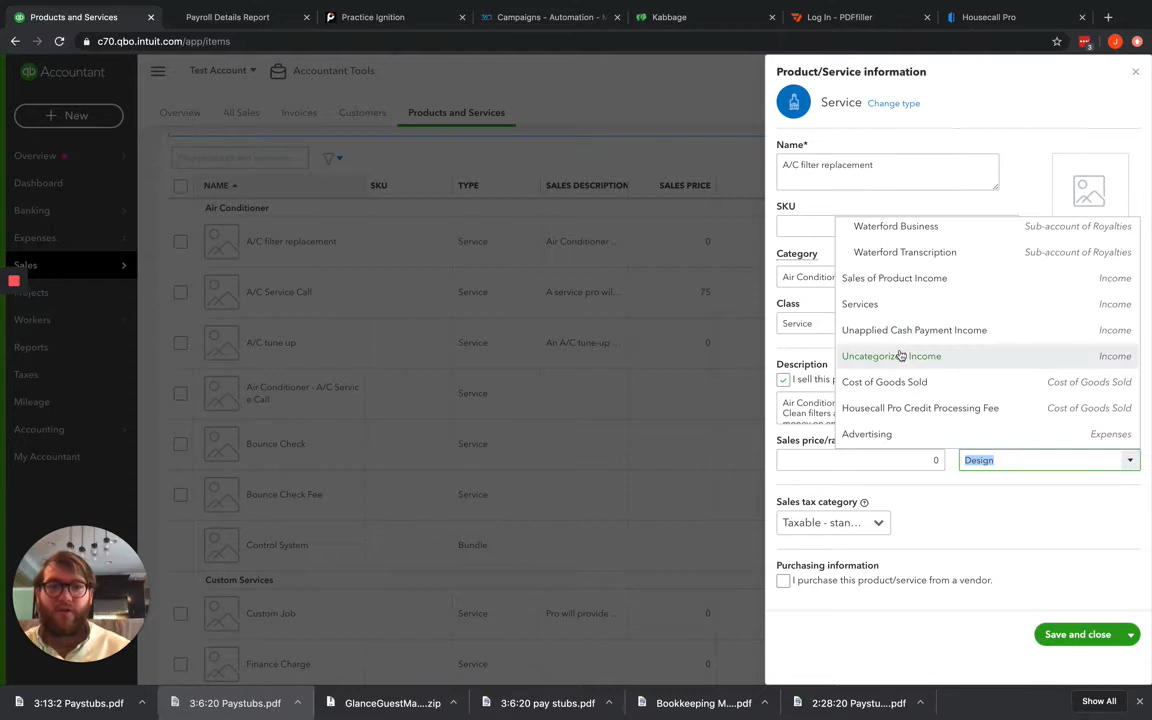 Products and Services
Payroll Details Report
Practice Ignition
Campaigns - Automation - M
Kabbage
Log In - PDFfiller
Housecall Pro
c70.qbo.intuit.com/app/items
3
J
qb Accountant
Test Account
Accountant Tools
+ New
Overview
Dashboard
Banking
Expenses
Sales
Projects
Workers
Reports
Taxes
Mileage
Accounting
My Accountant
Overview
All Sales
Invoices
Customers
Products and Services
NAME
SKU
TYPE
SALES DESCRIPTION
SALES PRICE
Air Conditioner
A/C filter replacement
Service
Air Conditioner ...
0
A/C Service Call
Service
A service pro wil...
75
A/C tune up
Service
An A/C tune-up ...
0
Air Conditioner - A/C Servic
e Call
Service
Bounce Check
Service
Bounce Check Fee
Service
Control System
Bundle
Custom Services
Custom Job
Service
Pro will provide ...
0
Finance Charge
Service
0
Product/Service information
Service
Change type
Name*
A/C filter replacement
SKU
Category
Air Condition
Class
Service
Description
I sell this p
Air Condition
Clean filters a
money on en
Sales price/ra
0
Waterford Business
Sub-account of Royalties
Waterford Transcription
Sub-account of Royalties
Sales of Product Income
Income
Services
Income
Unapplied Cash Payment Income
Income
Uncategorized Income
Income
Cost of Goods Sold
Cost of Goods Sold
Housecall Pro Credit Processing Fee
Cost of Goods Sold
Advertising
Expenses
Design
Sales tax category
Taxable - stan...
Purchasing information
I purchase this product/service from a vendor.
Save and close
3:13:2 Paystubs.pdf
3:6:20 Paystubs.pdf
GlanceGuestMa....zip
3:6:20 pay stubs.pdf
Bookkeeping M....pdf
2:28:20 Paystu....pdf
Show All